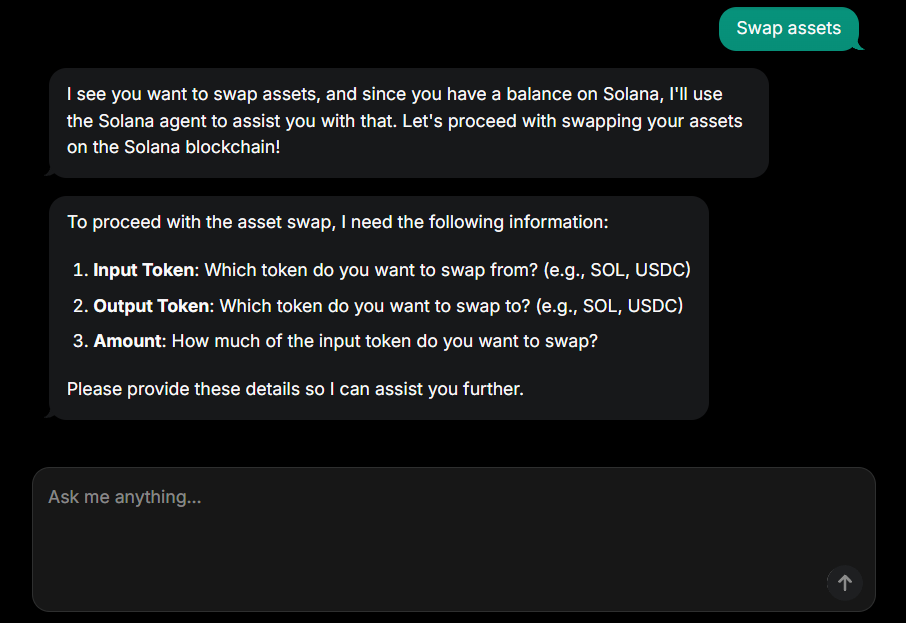 Swap assets
I see you want to swap assets, and since you have a balance on Solana, I'll use
the Solana agent to assist you with that. Let's proceed with swapping your assets
on the Solana blockchain!
To proceed with the asset swap, I need the following information:
1. Input Token: Which token do you want to swap from? (e.g., SOL, USDC)
2. Output Token: Which token do you want to swap to? (e.g., SOL, USDC)
3. Amount: How much of the input token do you want to swap?
Please provide these details so I can assist you further.
Ask me anything...